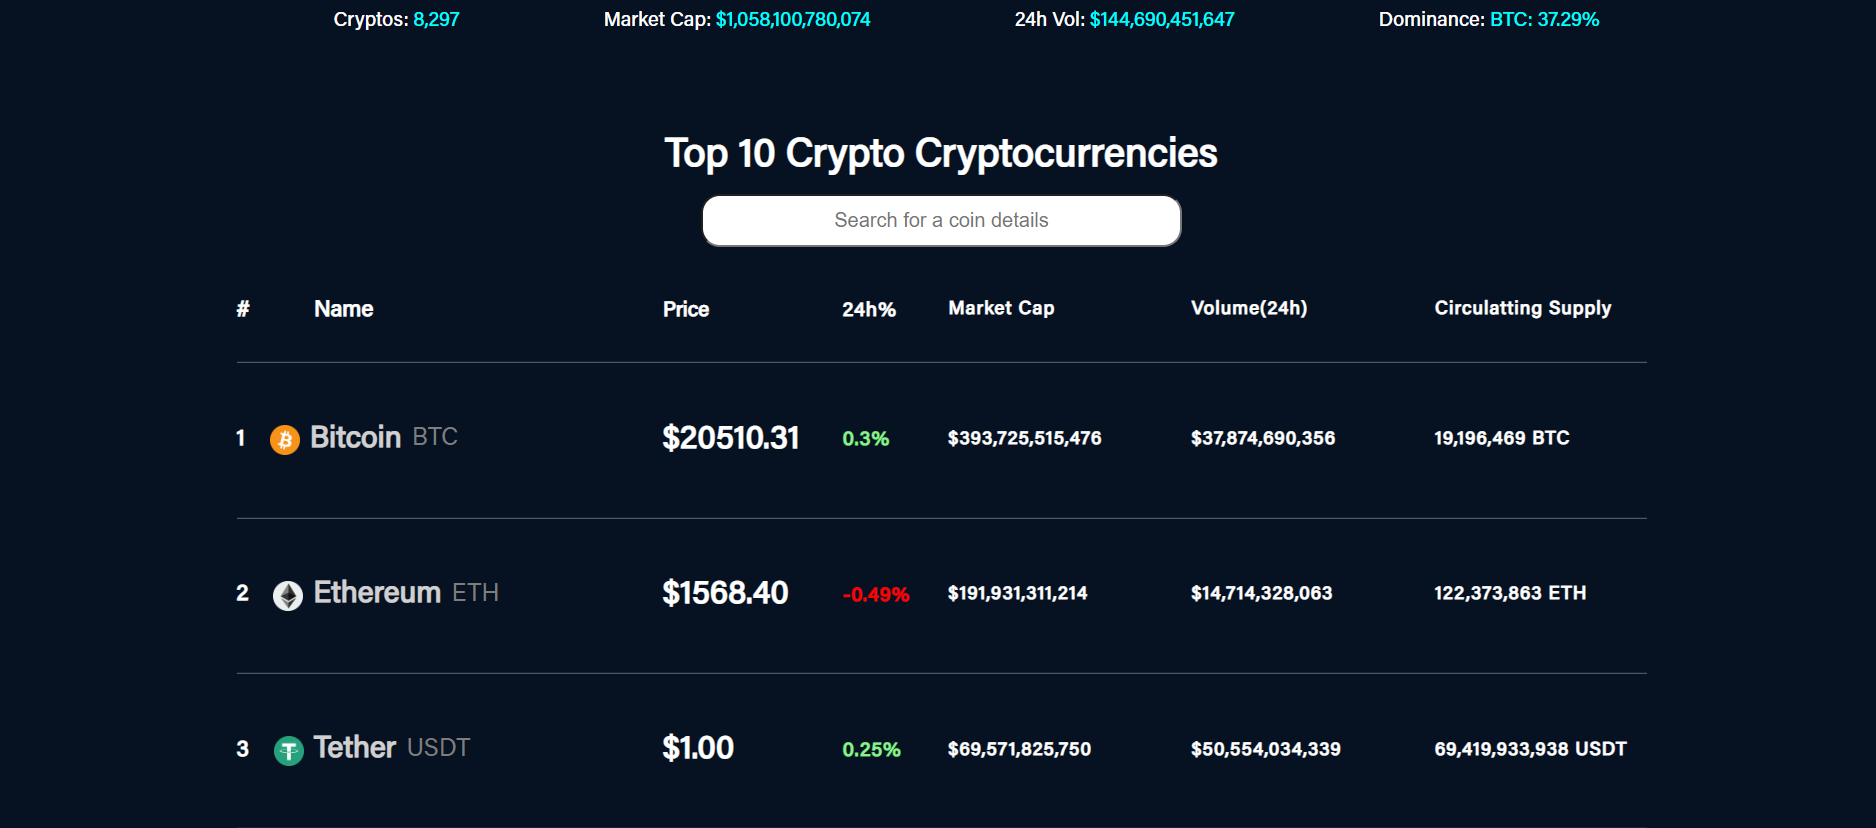 Cryptos: 8,297 Market Cap: $1,058,100,780,074 24h Vol: $144,690,451,647 Dominance: BTC: 37.29%
Top 10 Crypto Cryptocurrencies
Search for a coin details
# Name Price 24h% Market Cap Volume(24h) Circulatting Supply
1 Bitcoin BTC $20510.31 0.3% $393,725,515,476 $37,874,690,356 19,196,469 BTC
2 Ethereum ETH $1568.40 -0.49% $191,931,311,214 $14,714,328,063 122,373,863 ETH
3 Tether USDT $1.00 0.25% $69,571,825,750 $50,554,034,339 69,419,933,938 USDT